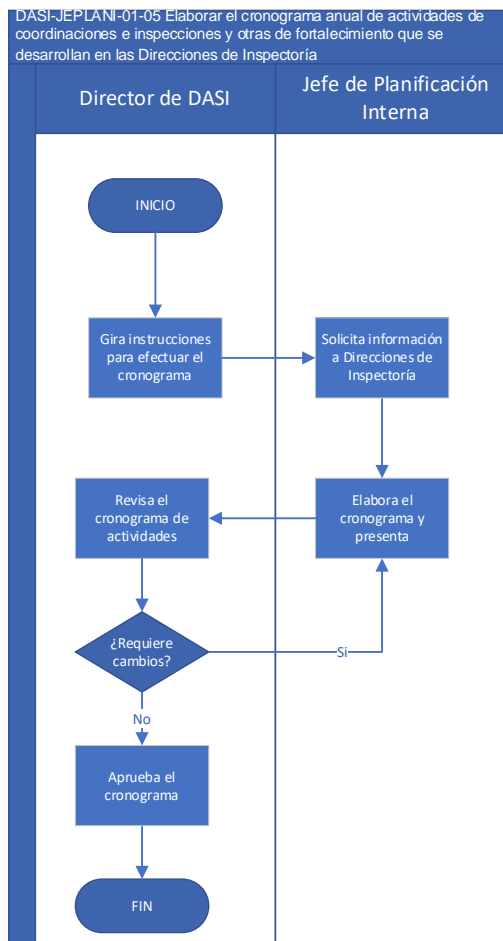 DASI-JEPLANI-01-05 Elaborar el cronograma anual de actividades de
coordinaciones e inspecciones y otras de fortalecimiento que se
desarrollan en las Direcciones de Inspectoría
Director de DASI
Jefe de Planificación
Interna
INICIO
Gira instrucciones
para efectuar el
cronograma
Solicita información
a Direcciones de
Inspectoría
Revisa el
cronograma de
actividades
Elabora el
cronograma y
presenta
¿Requiere
cambios?
Si
No
Aprueba el
cronograma
FIN